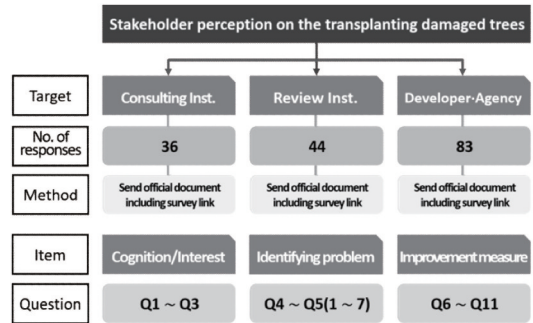 Stakeholder perception on the transplanting damaged trees
Target
Consulting Inst.
Review Inst.
Developer·Agency
No. of
responses
36
44
83
Method
Send official document
including survey link
Send official document
including survey link
Send official document
including survey link
Item
Cognition/Interest
Identifying problem
Improvement measure
Question
Q1 ~ Q3
Q4 ~ Q5(1 ~ 7)
Q6 ~ Q11